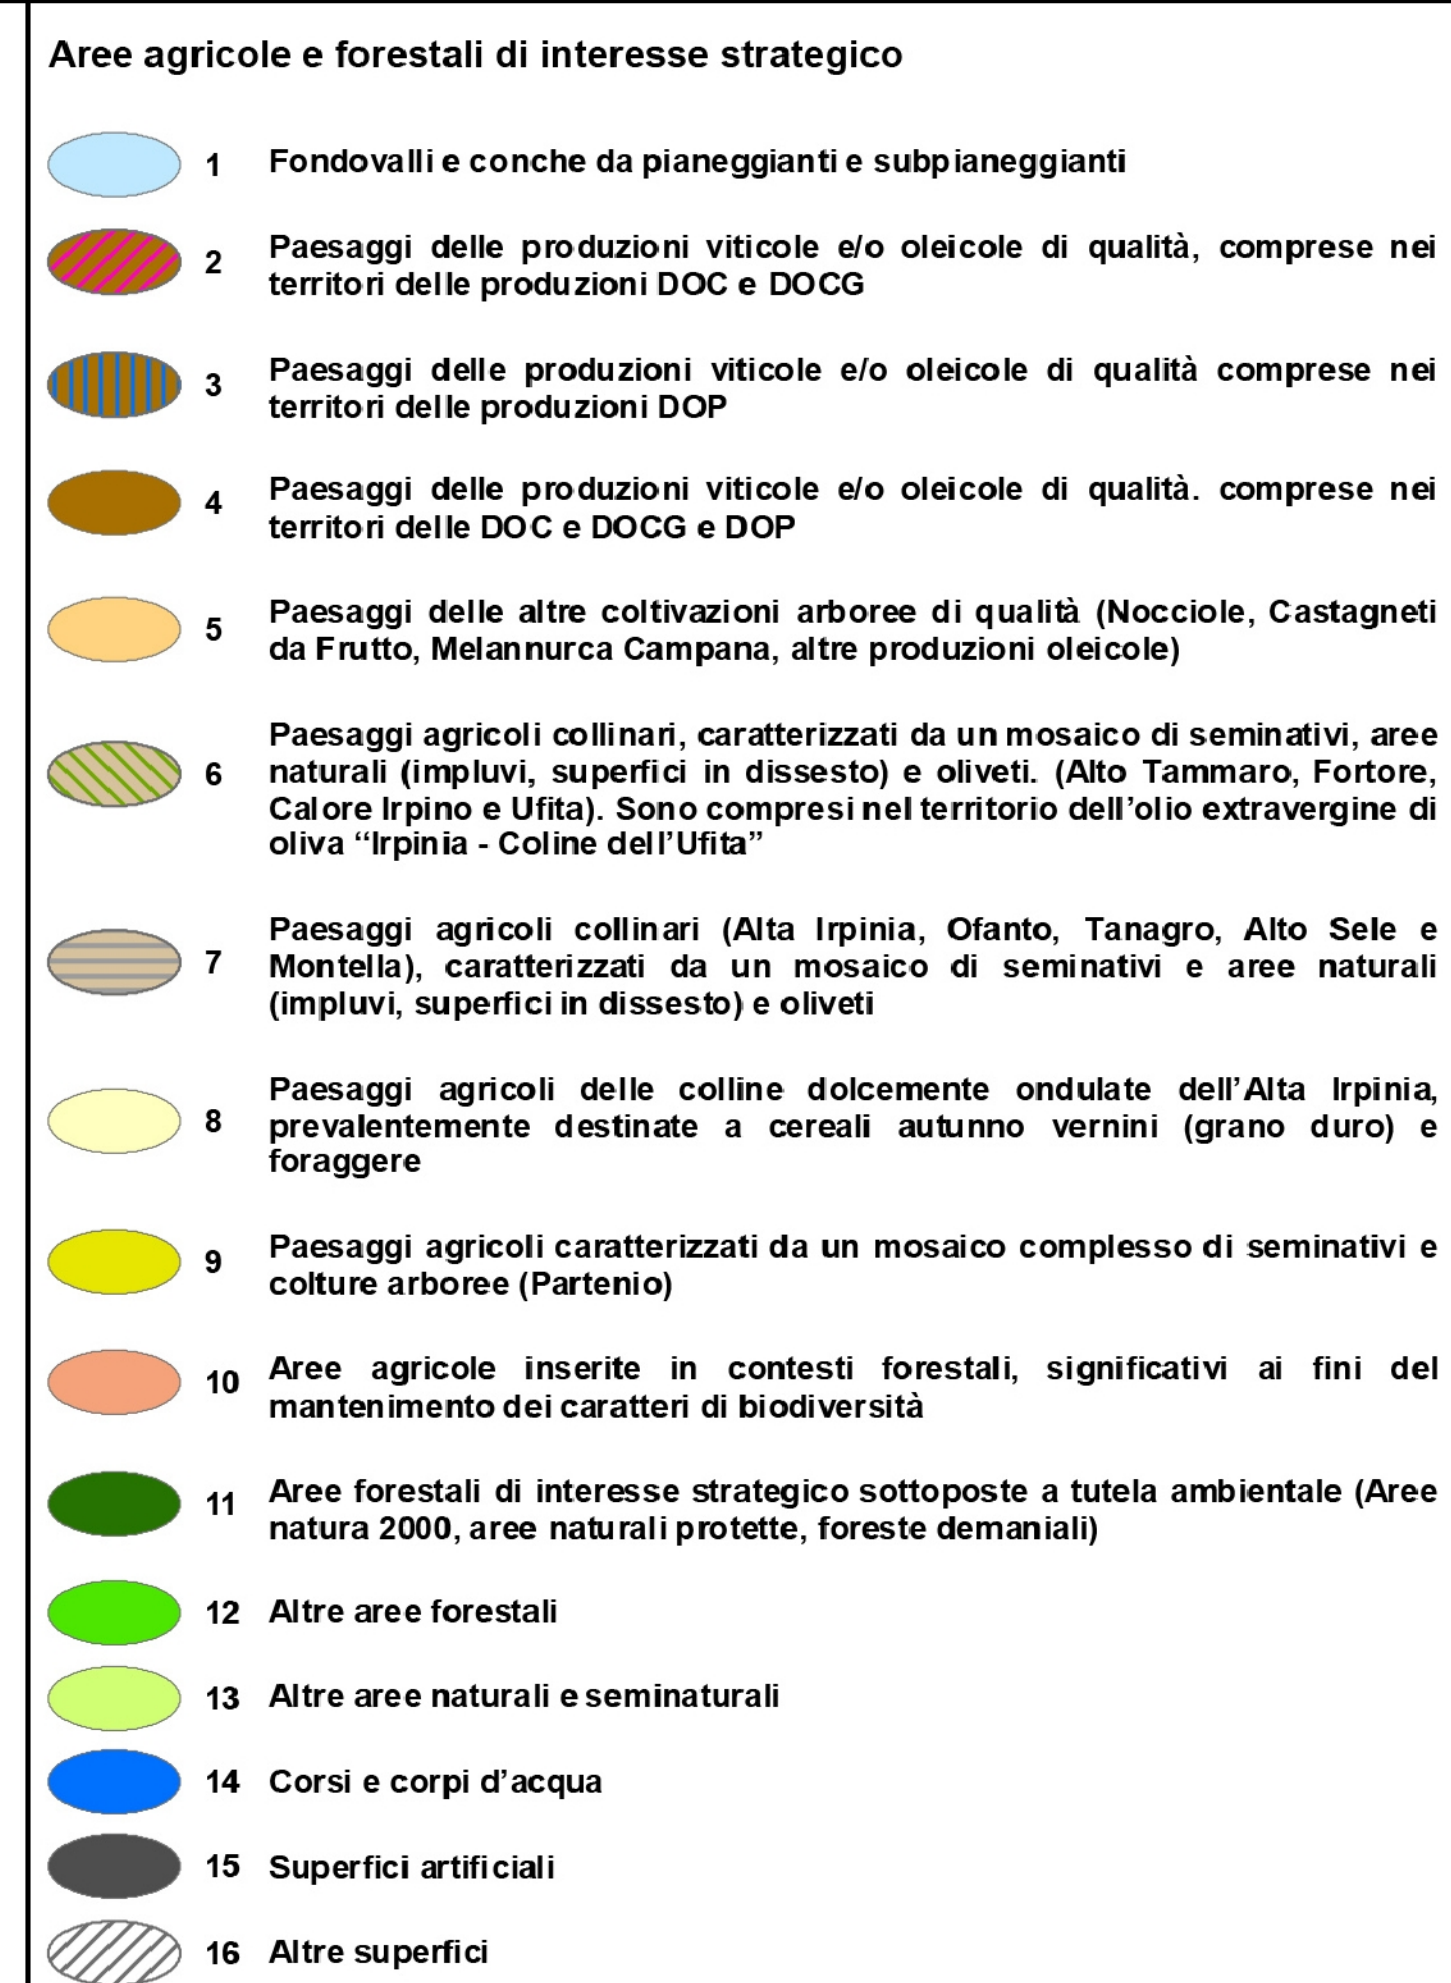 Aree agricole e forestali di interesse strategico
1 Fondovalli e conche da pianeggianti e subpianeggianti
2 Paesaggi delle produzioni viticole e/o oleicole di qualità, comprese nei
territori delle produzioni DOC e DOCG
3 Paesaggi delle produzioni viticole e/o oleicole di qualità comprese nei
territori delle produzioni DOP
4 Paesaggi delle produzioni viticole e/o oleicole di qualità. comprese nei
territori delle DOC e DOCG e DOP
5 Paesaggi delle altre coltivazioni arboree di qualità (Nocciole, Castagneti
da Frutto, Melannurca Campana, altre produzioni oleicole)
6 Paesaggi agricoli collinari, caratterizzati da un mosaico di seminativi, aree
naturali (impluvi, superfici in dissesto) e oliveti. (Alto Tammaro, Fortore,
Calore Irpino e Ufita). Sono compresi nel territorio dell’olio extravergine di
oliva “Irpinia - Coline dell’Ufita”
7 Paesaggi agricoli collinari (Alta Irpinia, Ofanto, Tanagro, Alto Sele e
Montella), caratterizzati da un mosaico di seminativi e aree naturali
(impluvi, superfici in dissesto) e oliveti
8 Paesaggi agricoli delle colline dolcemente ondulate dell’Alta Irpinia,
prevalentemente destinate a cereali autunno vernini (grano duro) e
foraggere
9 Paesaggi agricoli caratterizzati da un mosaico complesso di seminativi e
colture arboree (Partenio)
10 Aree agricole inserite in contesti forestali, significativi ai fini del
mantenimento dei caratteri di biodiversità
11 Aree forestali di interesse strategico sottoposte a tutela ambientale (Aree
natura 2000, aree naturali protette, foreste demaniali)
12 Altre aree forestali
13 Altre aree naturali e seminaturali
14 Corsi e corpi d’acqua
15 Superfici artificiali
16 Altre superfici